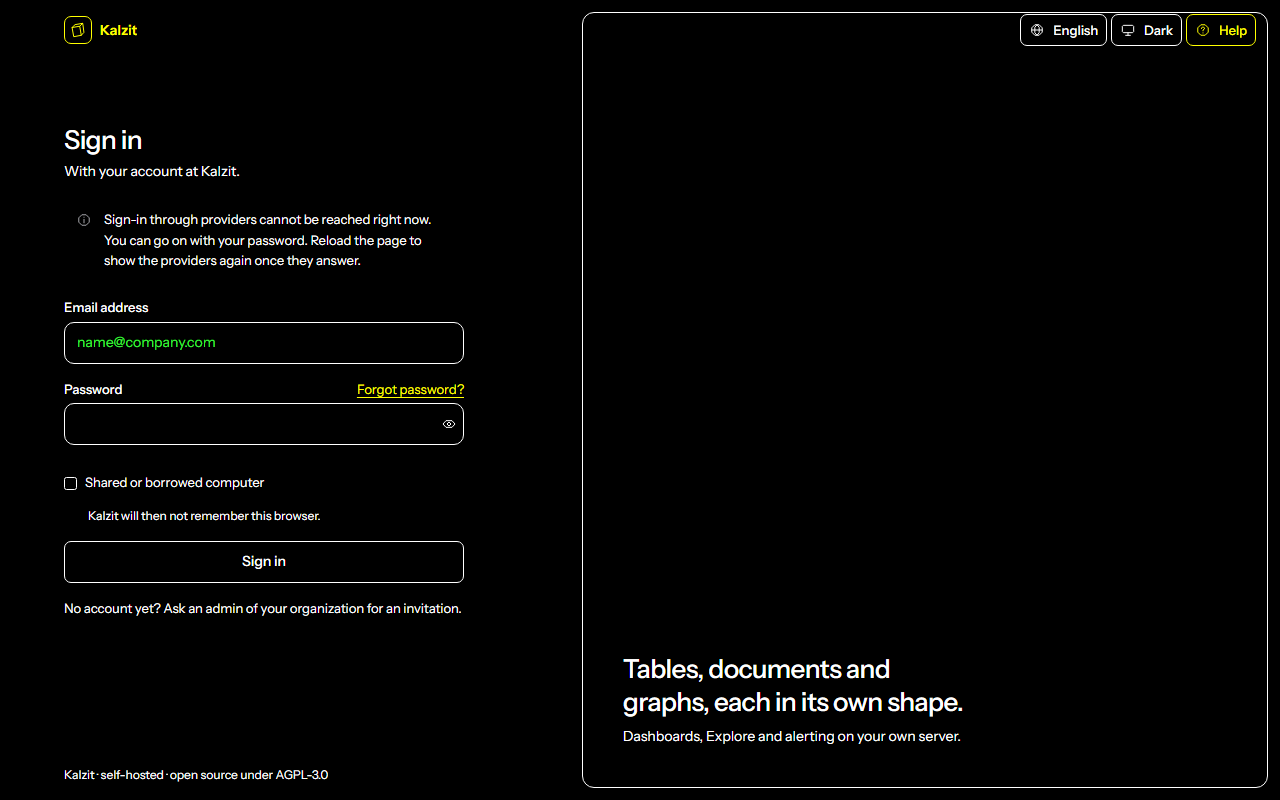 Kalzit
English
Dark
Help
Sign in
With your account at Kalzit.
Sign-in through providers cannot be reached right now.
You can go on with your password. Reload the page to
show the providers again once they answer.
Email address
name@company.com
Password
Forgot password?
Shared or borrowed computer
Kalzit will then not remember this browser.
Sign in
No account yet? Ask an admin of your organization for an invitation.
Tables, documents and
graphs, each in its own shape.
Dashboards, Explore and alerting on your own server.
Kalzit · self-hosted · open source under AGPL-3.0